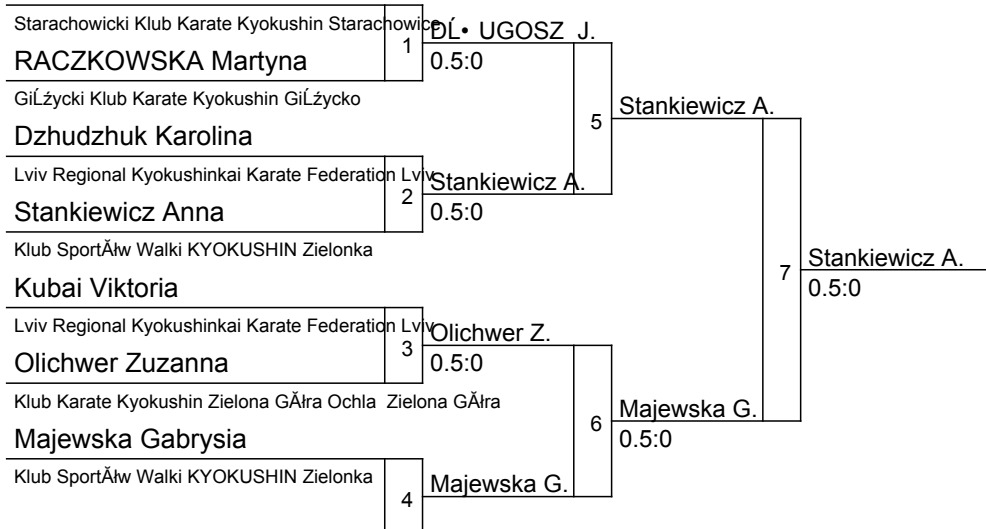 Starachowicki Klub Karate Kyokushin Starachowice
RACZKOWSKA Martyna
GiĹźycki Klub Karate Kyokushin GiĹźycko
Dzhudzhuk Karolina
Lviv Regional Kyokushinkai Karate Federation Lviv
Stankiewicz Anna
Klub SportĂłw Walki KYOKUSHIN Zielonka
Kubai Viktoria
Lviv Regional Kyokushinkai Karate Federation Lviv
Olichwer Zuzanna
Klub Karate Kyokushin Zielona GĂłra Ochla Zielona GĂłra
Majewska Gabrysia
Klub SportĂłw Walki KYOKUSHIN Zielonka
1
2
3
4
DĹ• UGOSZ J.
0.5:0
Stankiewicz A.
0.5:0
Olichwer Z.
0.5:0
Majewska G.
5
6
Stankiewicz A.
Majewska G.
0.5:0
7
Stankiewicz A.
0.5:0